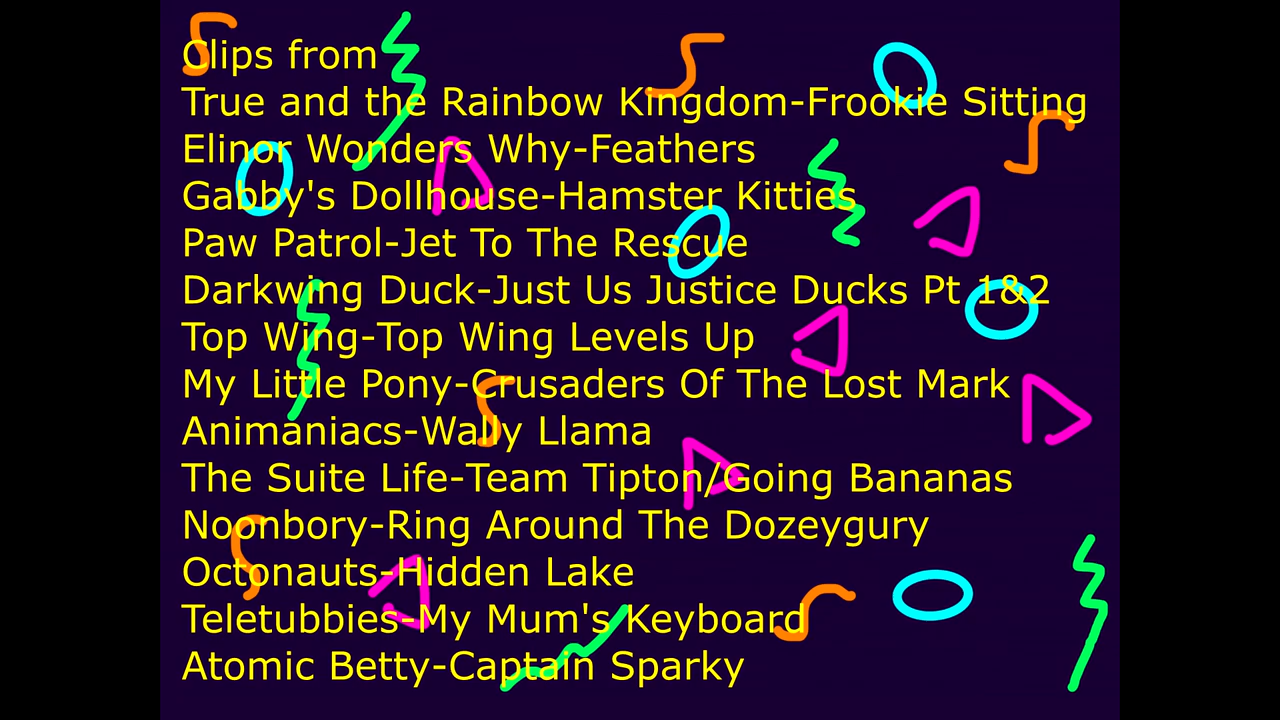 Clips from
True and the Rainbow Kingdom-Frookie Sitting
Elinor Wonders Why-Feathers
Gabby's Dollhouse-Hamster Kitties
Paw Patrol-Jet To The Rescue
Darkwing Duck-Just Us Justice Ducks Pt 1&2
Top Wing-Top Wing Levels Up
My Little Pony-Crusaders Of The Lost Mark
Animaniacs-Wally Llama
The Suite Life-Team Tipton/Going Bananas
Noonbory-Ring Around The Dozeygury
Octonauts-Hidden Lake
Teletubbies-My Mum's Keyboard
Atomic Betty-Captain Sparky